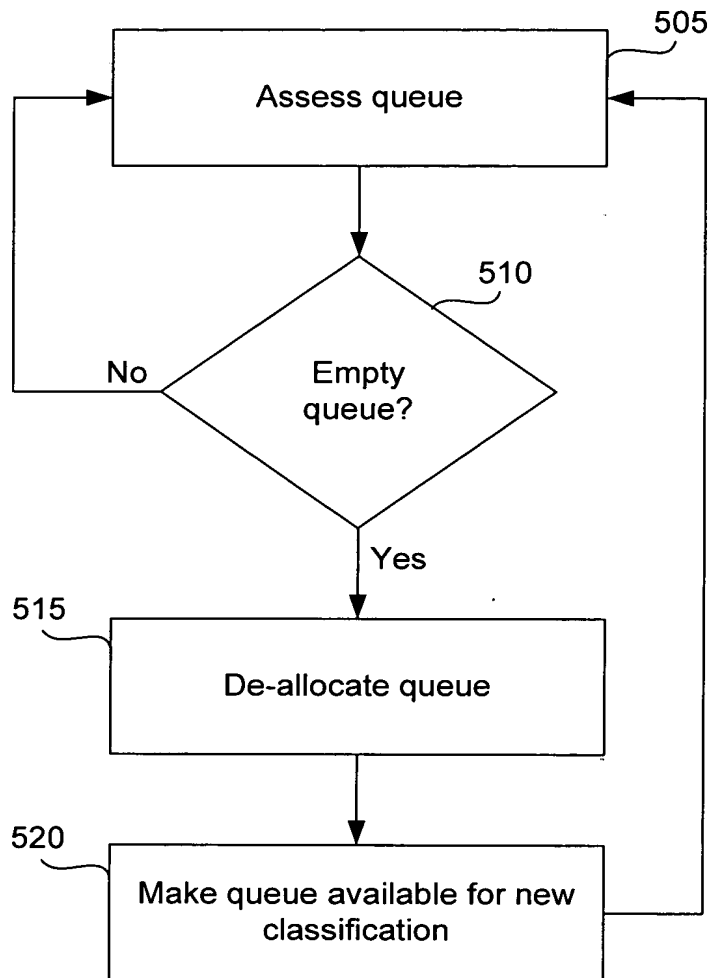 505
Assess queue
510
Empty
queue?
No
Yes
515
De-allocate queue
520
Make queue available for new
classification